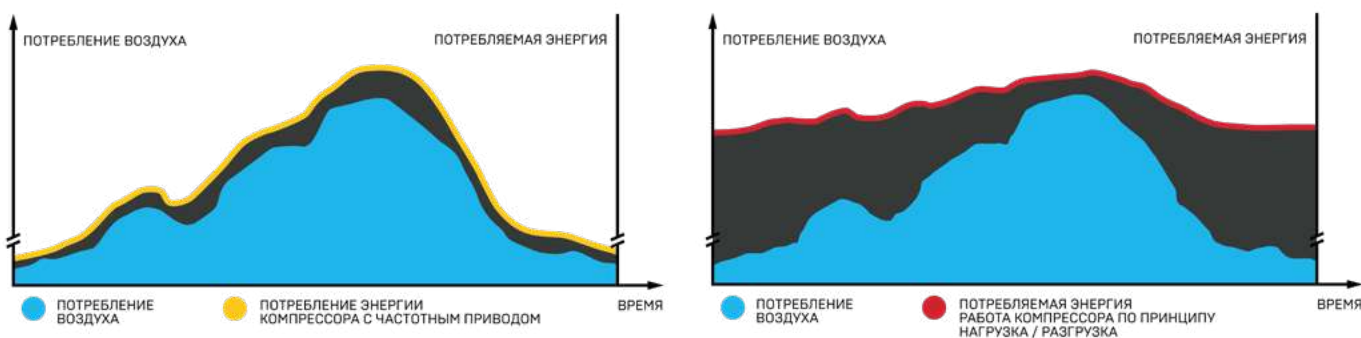 ПОТРЕБЛЕНИЕ ВОЗДУХА
ПОТРЕБЛЯЕМАЯ ЭНЕРГИЯ
ПОТРЕБЛЕНИЕ
ВОЗДУХА
ПОТРЕБЛЕНИЕ ЭНЕРГИИ
КОМПРЕССОРА С ЧАСТОТНЫМ ПРИВОДОМ
ВРЕМЯ
ПОТРЕБЛЕНИЕ ВОЗДУХА
ПОТРЕБЛЯЕМАЯ ЭНЕРГИЯ
ПОТРЕБЛЕНИЕ
ВОЗДУХА
ПОТРЕБЛЯЕМАЯ ЭНЕРГИЯ
РАБОТА КОМПРЕССОРА ПО ПРИНЦИПУ
НАГРУЗКА / РАЗГРУЗКА
ВРЕМЯ